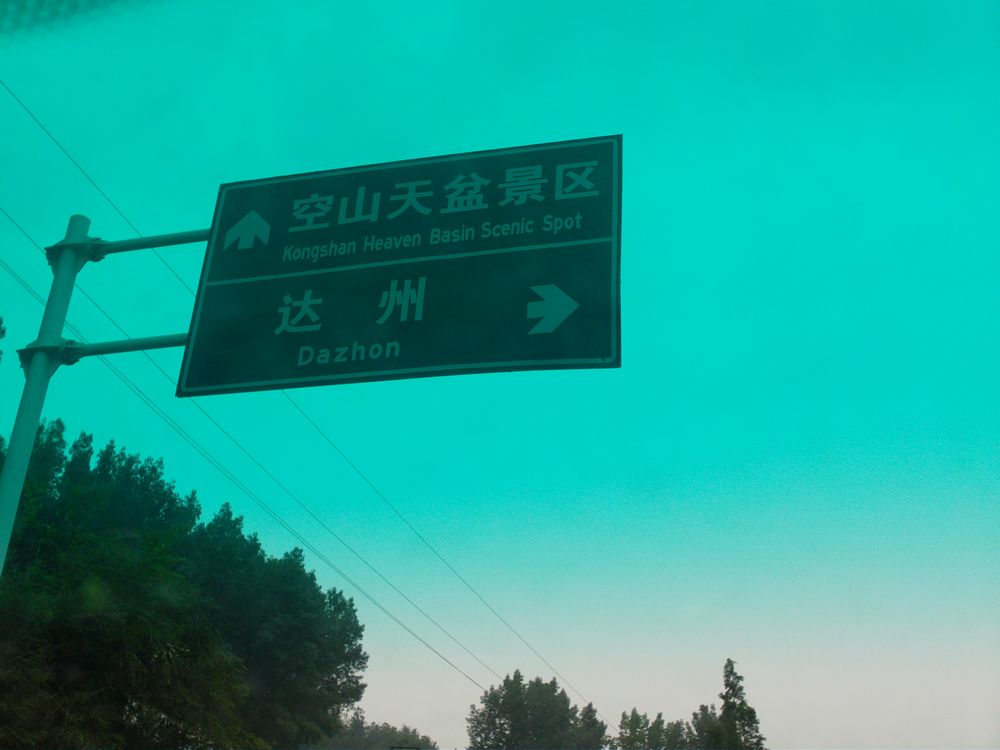 空山天盆景区
Kongshan Heaven Basin Scenic Spot
达 州
Dazhon